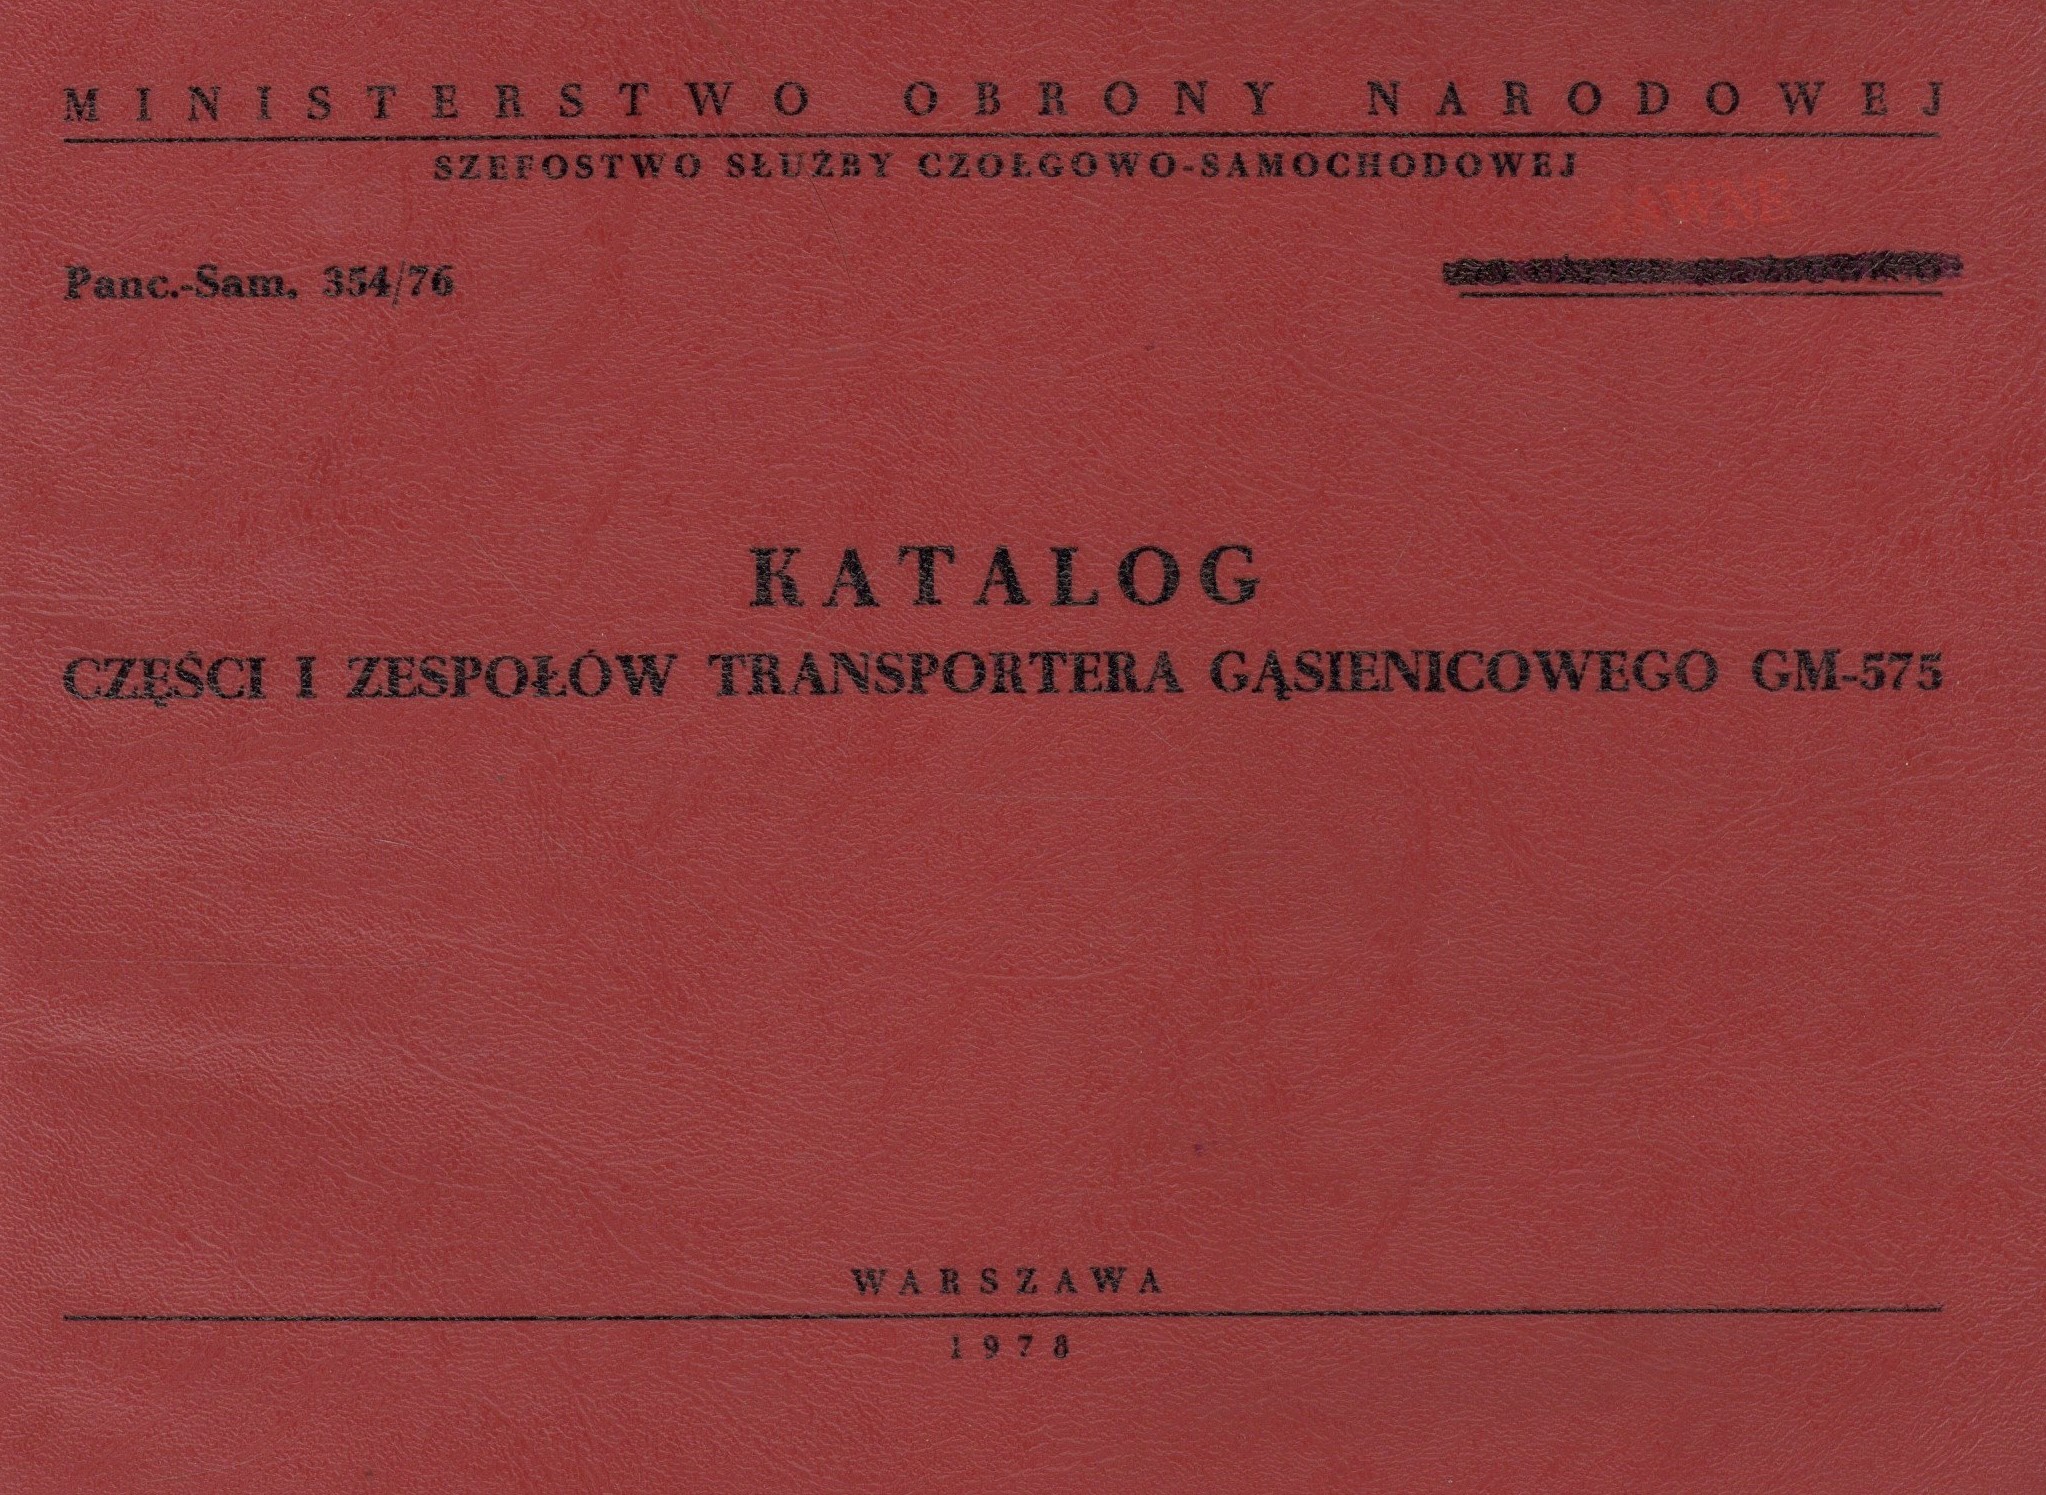 MINISTERSTWO OBRONY NARODOWEJ
SZEFOSTWO SŁUŻBY CZOŁGOWO-SAMOCHODOWEJ
JAWNE
Panc.-Sam. 354/76
KATALOG
CZĘŚCI I ZESPOŁÓW TRANSPORTERA GĄSIENICOWEGO GM-575
WARSZAWA
1978